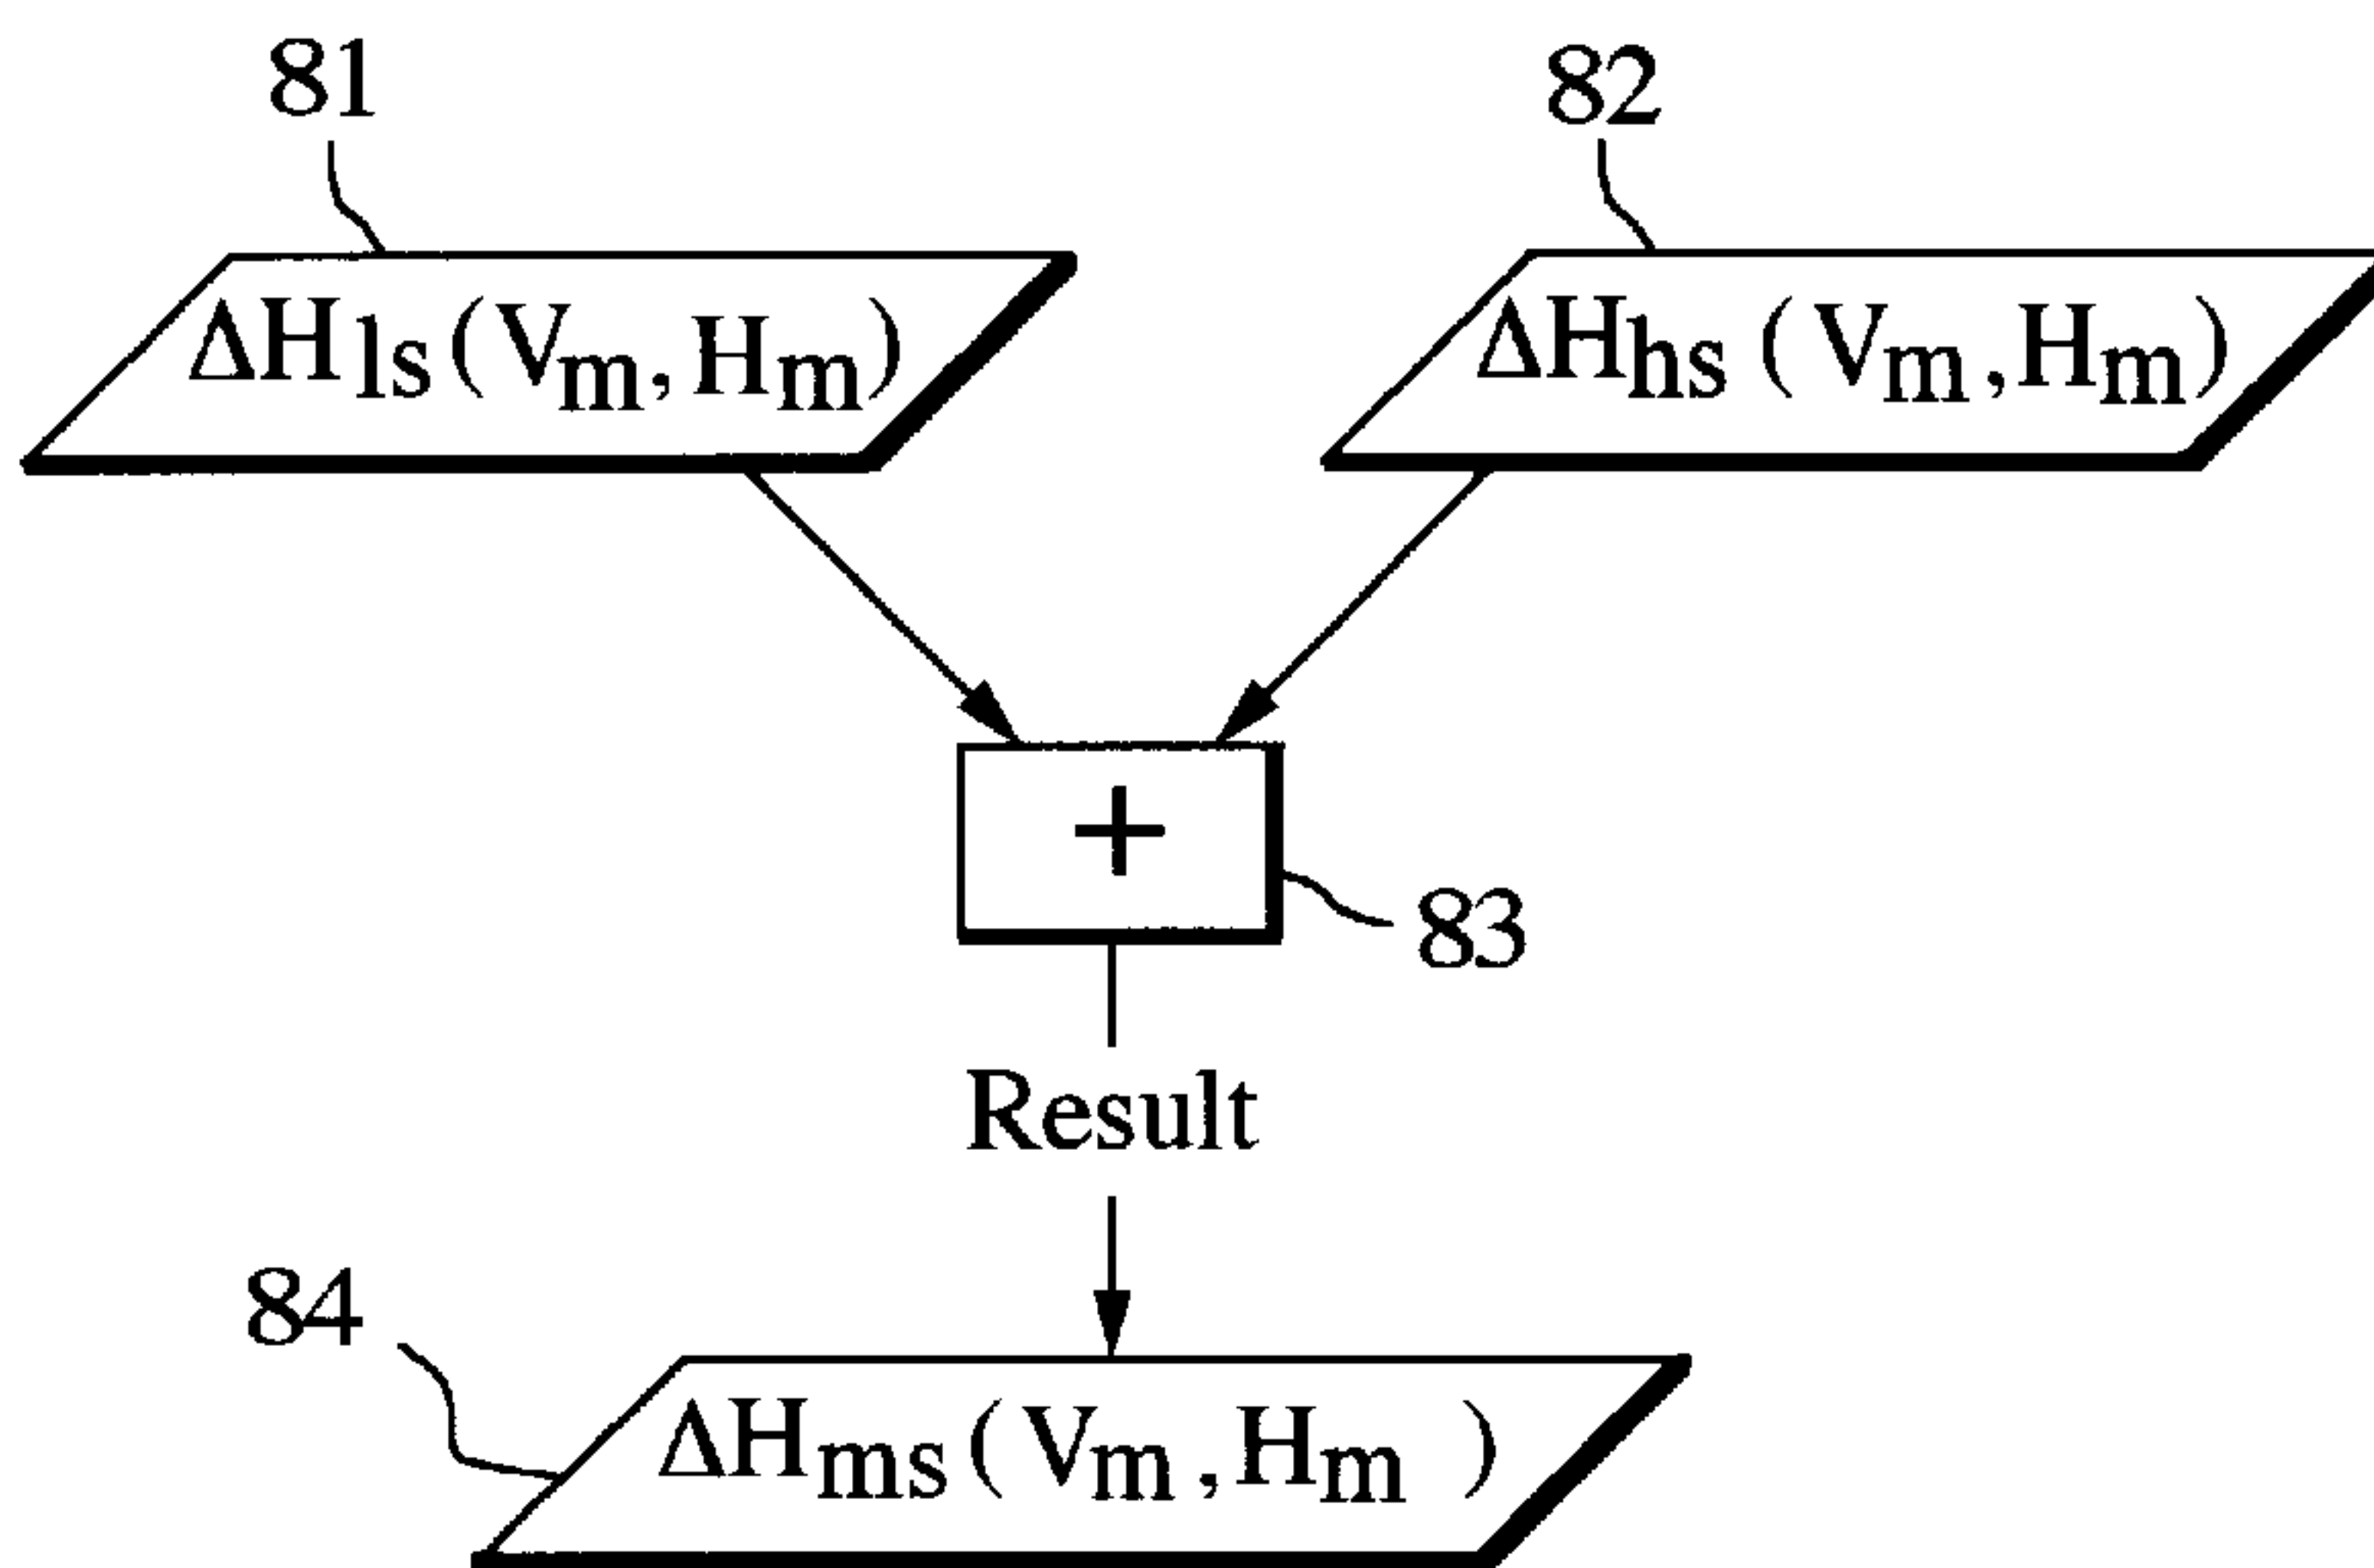 81
82
ΔHls(Vm,Hm)
ΔHhs(Vm,Hm)
+
83
Result
84
ΔHms(Vm,Hm)